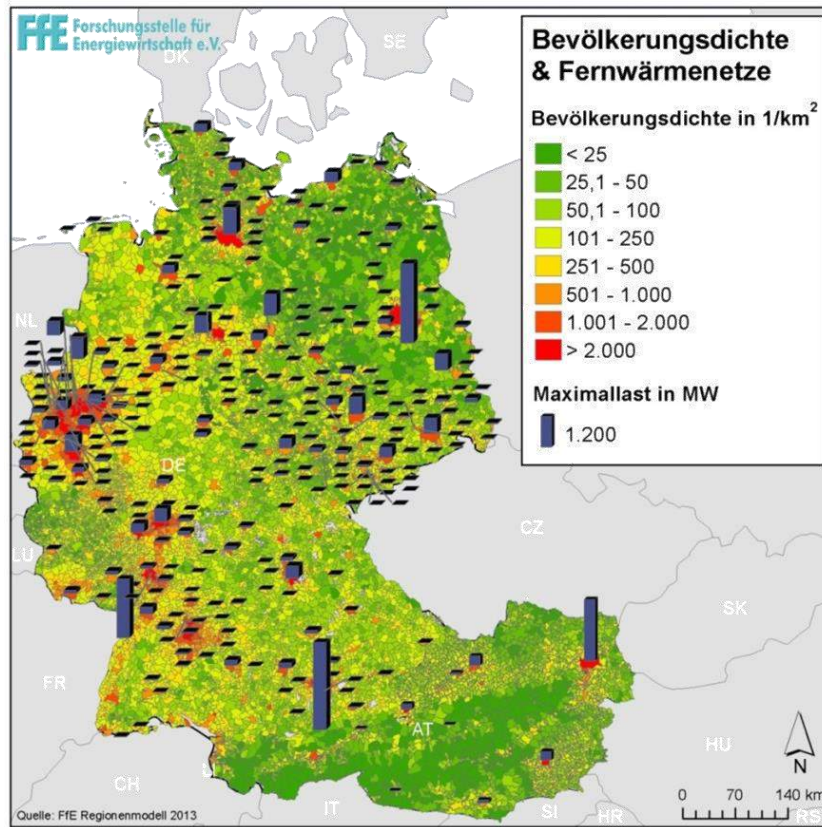 FfE Forschungsstelle für
Energiewirtschaft e.V.
DK
SE
Bevölkerungsdichte
& Fernwärmenetze
Bevölkerungsdichte in 1/km²
< 25
25,1 - 50
50,1 - 100
101 - 250
251 - 500
501 - 1.000
1.001 - 2.000
> 2.000
Maximallast in MW
1.200
NL
DE
CZ
LU
SK
FR
AT
HU
LI
CH
IT
SI
HR
RS
N
0 70 140 km
Quelle: FfE Regionenmodell 2013